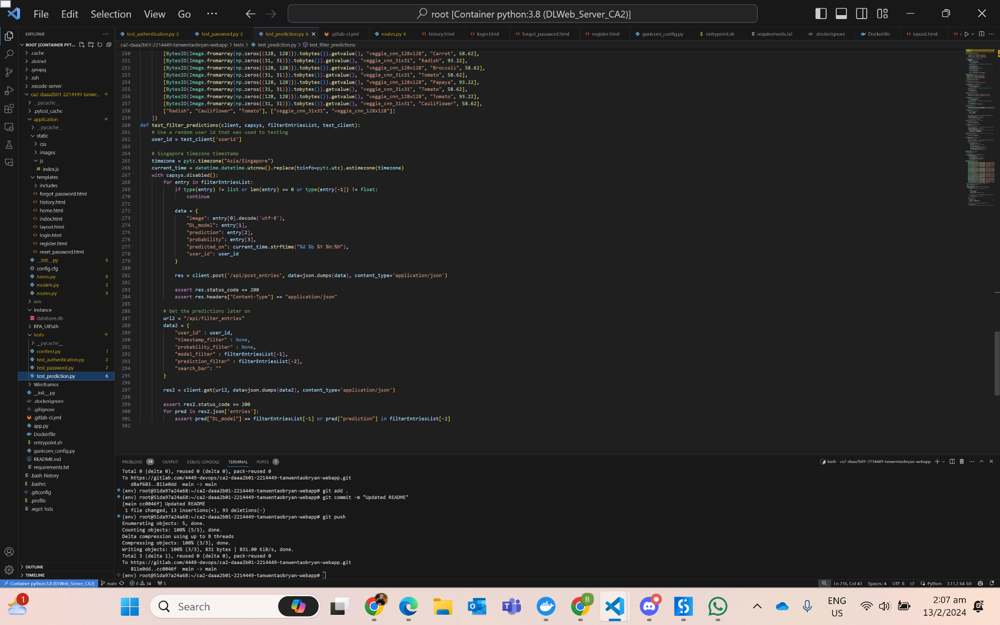 File Edit Selection View Go ··· root [Container python:3.8 (DLWeb_Server_CA2)]
EXPLORER
ROOT [CONTAINER PYT...
.cache
.dotnet
.gnupg
.ssh
.vscode-server
ca2-daaa2b01-2214449-tanwe...
__pycache__
.pytest_cache
application
__pycache__
static
css
images
js
index.js
templates
includes
forgot_password.html
history.html
home.html
index.html
layout.html
login.html
register.html
reset_password.html
__init__.py 6
config.cfg
forms.py 6
models.py 2
routes.py 9
env
instance
database.db
RPA_UIPath
tests
__pycache__
conftest.py 1
test_authentication.py 2
test_password.py 2
test_prediction.py 6
Wireframes
__init__.py
.dockerignore
.gitignore
.gitlab-ci.yml
app.py
Dockerfile
entrypoint.sh
gunicorn_config.py
README.md
requirements.txt
.bash_history
.bashrc
.gitconfig
.profile
.wget-hsts
OUTLINE
TIMELINE
test_authentication.py 2 test_password.py 2 test_prediction.py 6 .gitlab-ci.yml routes.py 9 history.html login.html forgot_password.html register.html gunicorn_config.py entrypoint.sh requirements.txt .dockerignore Dockerfile layout.html
ca2-daaa2b01-2214449-tanwentaobryan-webapp > tests > test_prediction.py > test_filter_predictions
250 [BytesIO(Image.fromarray(np.zeros((128, 128))).tobytes()).getvalue(), "veggie_cnn_128x128", "Carrot", 58.62],
251 [BytesIO(Image.fromarray(np.zeros((31, 31))).tobytes()).getvalue(), "veggie_cnn_31x31", "Radish", 93.22],
252 [BytesIO(Image.fromarray(np.zeros((128, 128))).tobytes()).getvalue(), "veggie_cnn_128x128", "Broccoli", 58.62],
253 [BytesIO(Image.fromarray(np.zeros((31, 31))).tobytes()).getvalue(), "veggie_cnn_31x31", "Tomato", 58.62],
254 [BytesIO(Image.fromarray(np.zeros((128, 128))).tobytes()).getvalue(), "veggie_cnn_128x128", "Papaya", 93.22],
255 [BytesIO(Image.fromarray(np.zeros((31, 31))).tobytes()).getvalue(), "veggie_cnn_31x31", "Tomato", 58.62],
256 [BytesIO(Image.fromarray(np.zeros((128, 128))).tobytes()).getvalue(), "veggie_cnn_128x128", "Tomato", 93.22],
257 [BytesIO(Image.fromarray(np.zeros((31, 31))).tobytes()).getvalue(), "veggie_cnn_31x31", "Cauliflower", 58.62],
258 ["Radish", "Cauliflower", "Tomato"], ["veggie_cnn_31x31", "veggie_cnn_128x128"]]
259 ])
260 def test_filter_predictions(client, capsys, filterEntriesList, test_client):
261 # Use a random user id that was used to testing
262 user_id = test_client['userid']
263
264 # Singapore timezone timestamp
265 timezone = pytz.timezone("Asia/Singapore")
266 current_time = datetime.datetime.utcnow().replace(tzinfo=pytz.utc).astimezone(timezone)
267 with capsys.disabled():
268 for entry in filterEntriesList:
269 if type(entry) != list or len(entry) == 0 or type(entry[-1]) != float:
270 continue
271
272 data = {
273 "image": entry[0].decode('utf-8'),
274 "DL_model": entry[1],
275 "prediction": entry[2],
276 "probability": entry[3],
277 "predicted_on": current_time.strftime("%d %b %Y %H:%M"),
278 "user_id": user_id
279 }
280
281 res = client.post('/api/post_entries', data=json.dumps(data), content_type='application/json')
282
283 assert res.status_code == 200
284 assert res.headers["Content-Type"] == "application/json"
285
286 # Get the predictions later on
287 url2 = "/api/filter_entries"
288 data2 = {
289 "user_id" : user_id,
290 "timestamp_filter" : None,
291 "probability_filter" : None,
292 "model_filter" : filterEntriesList[-1],
293 "prediction_filter" : filterEntriesList[-2],
294 "search_bar": ""
295 }
296
297 res2 = client.get(url2, data=json.dumps(data2), content_type='application/json')
298
299 assert res2.status_code == 200
300 for pred in res2.json['entries']:
301 assert pred["DL_model"] == filterEntriesList[-1] or pred["prediction"] in filterEntriesList[-2]
302
PROBLEMS 34 OUTPUT DEBUG CONSOLE TERMINAL PORTS 5 bash - ca2-daaa2b01-2214449-tanwentaobryan-webapp
Total 0 (delta 0), reused 0 (delta 0), pack-reused 0
To https://gitlab.com/4449-devops/ca2-daaa2b01-2214449-tanwentaobryan-webapp.git
d8af603..811e0dd main -> main
(env) root@51da97a24a68:~/ca2-daaa2b01-2214449-tanwentaobryan-webapp# git add .
(env) root@51da97a24a68:~/ca2-daaa2b01-2214449-tanwentaobryan-webapp# git commit -m "Updated README"
[main cc0046f] Updated README
1 file changed, 13 insertions(+), 93 deletions(-)
(env) root@51da97a24a68:~/ca2-daaa2b01-2214449-tanwentaobryan-webapp# git push
Enumerating objects: 5, done.
Counting objects: 100% (5/5), done.
Delta compression using up to 8 threads
Compressing objects: 100% (3/3), done.
Writing objects: 100% (3/3), 831 bytes | 831.00 KiB/s, done.
Total 3 (delta 1), reused 0 (delta 0), pack-reused 0
To https://gitlab.com/4449-devops/ca2-daaa2b01-2214449-tanwentaobryan-webapp.git
811e0dd..cc0046f main -> main
(env) root@51da97a24a68:~/ca2-daaa2b01-2214449-tanwentaobryan-webapp#
Container python:3.8 (DLWeb_Server_CA2) main 0 34 5 Ln 216, Col 43 Spaces: 4 UTF-8 LF Python 3.11.2 64-bit
1 Search B ENG US 2:07 am
13/2/2024